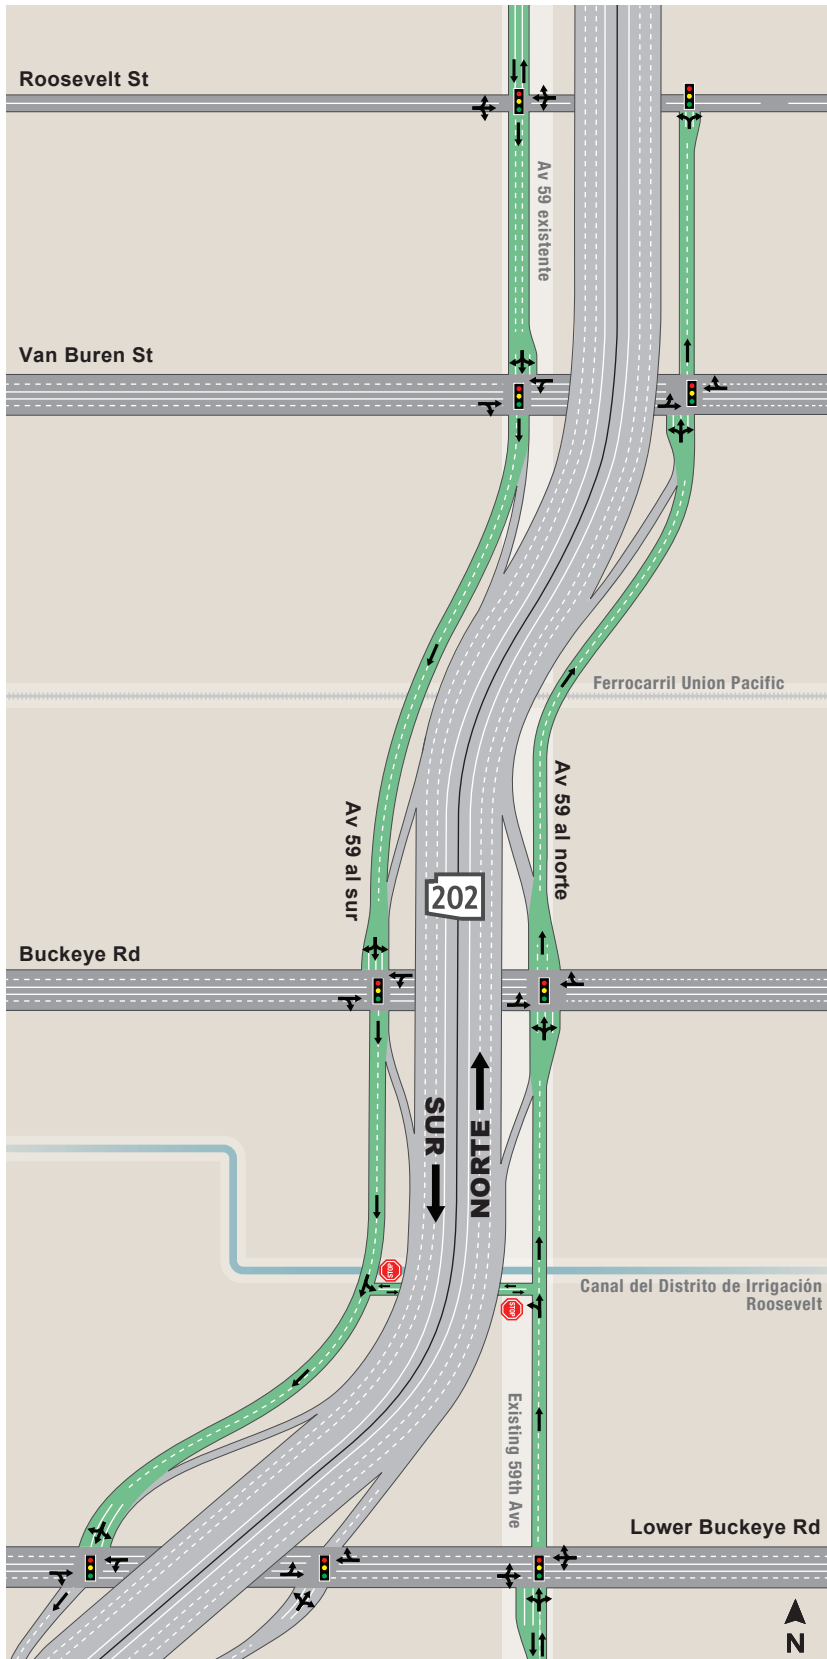 Roosevelt St
Av 59 existente
Van Buren St
Ferrocarril Union Pacific
Av 59 al sur
Av 59 al norte
202
Buckeye Rd
SUR
NORTE
STOP
Canal del Distrito de Irrigación
Roosevelt
STOP
Existing 59th Ave
Lower Buckeye Rd
N